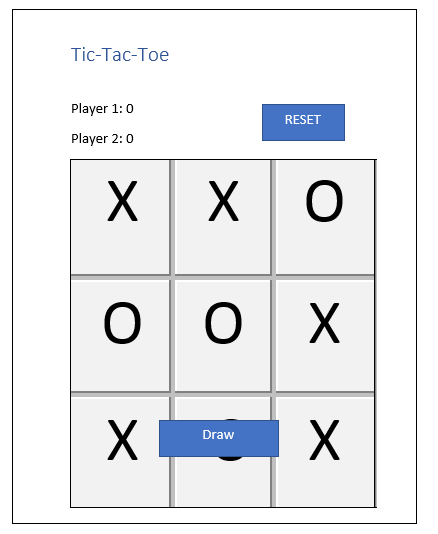 Tic-Tac-Toe
Player 1: 0
RESET
Player 2: 0
X X O
O O X
X X
Draw